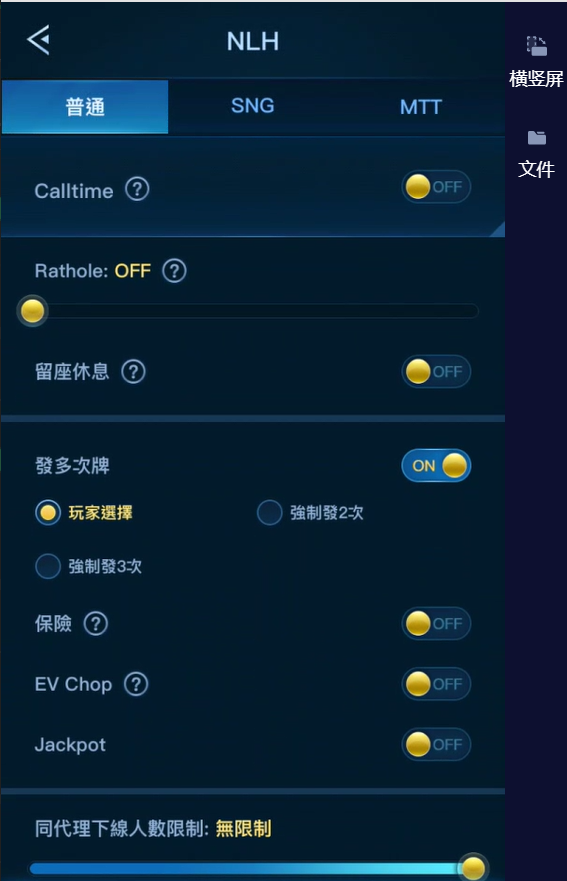 NLH
普通 SNG MTT
Calltime ? OFF
Rathole: OFF ?
留座休息 ? OFF
發多次牌 ON
玩家選擇 強制發2次
強制發3次
保險 ? OFF
EV Chop ? OFF
Jackpot OFF
同代理下線人數限制: 無限制
橫竖屏
文件